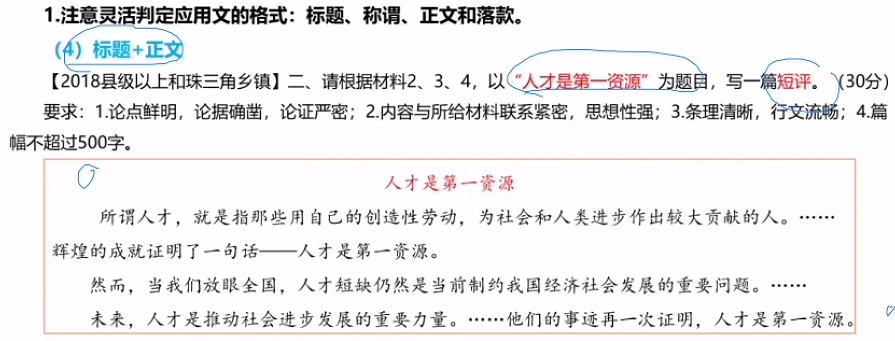 1.注意灵活判定应用文的格式：标题、称谓、正文和落款。
（4）标题+正文
【2018县级以上和珠三角乡镇】二、请根据材料2、3、4，以“人才是第一资源”为题目，写一篇短评。（30分）
要求：1.论点鲜明，论据确凿，论证严密；2.内容与所给材料联系紧密，思想性强；3.条理清晰，行文流畅；4.篇
幅不超过500字。
人才是第一资源
所谓人才，就是指那些用自己的创造性劳动，为社会和人类进步作出较大贡献的人。……
辉煌的成就证明了一句话——人才是第一资源。
然而，当我们放眼全国，人才短缺仍然是当前制约我国经济社会发展的重要问题。……
未来，人才是推动社会进步发展的重要力量。……他们的事迹再一次证明，人才是第一资源。